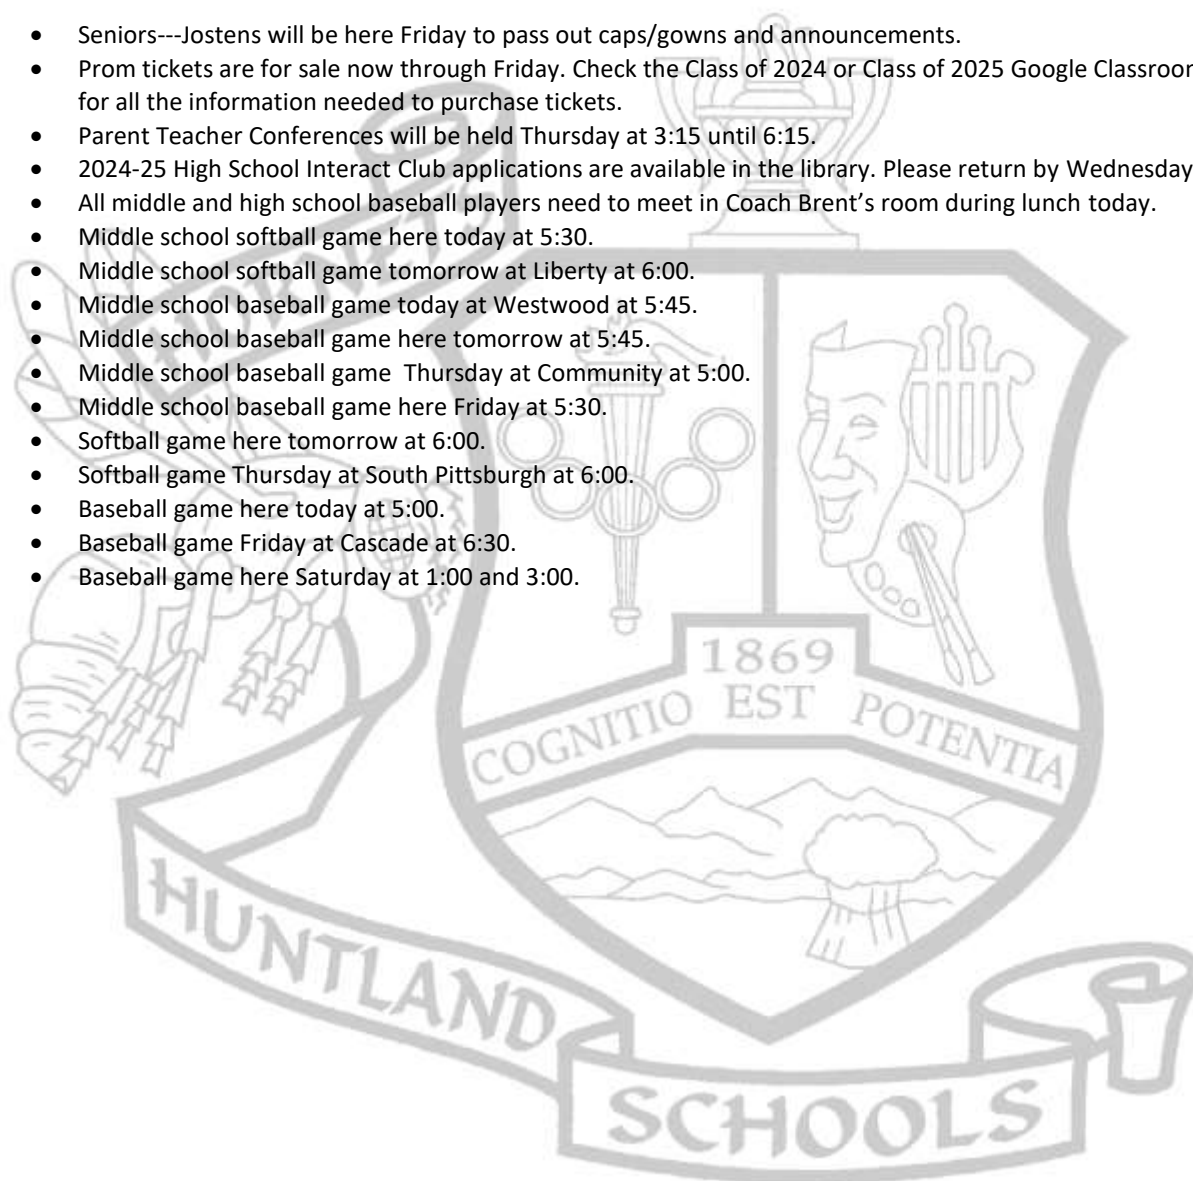 • Seniors---Jostens will be here Friday to pass out caps/gowns and announcements.
• Prom tickets are for sale now through Friday. Check the Class of 2024 or Class of 2025 Google Classroor
for all the information needed to purchase tickets.
• Parent Teacher Conferences will be held Thursday at 3:15 until 6:15.
• 2024-25 High School Interact Club applications are available in the library. Please return by Wednesday
• All middle and high school baseball players need to meet in Coach Brent’s room during lunch today.
• Middle school softball game here today at 5:30.
• Middle school softball game tomorrow at Liberty at 6:00.
• Middle school baseball game today at Westwood at 5:45.
• Middle school baseball game here tomorrow at 5:45.
• Middle school baseball game  Thursday at Community at 5:00.
• Middle school baseball game here Friday at 5:30.
• Softball game here tomorrow at 6:00.
• Softball game Thursday at South Pittsburgh at 6:00.
• Baseball game here today at 5:00.
• Baseball game Friday at Cascade at 6:30.
• Baseball game here Saturday at 1:00 and 3:00.
HORNETS
1869
COGNITIO EST POTENTIA
HUNTLAND
SCHOOLS